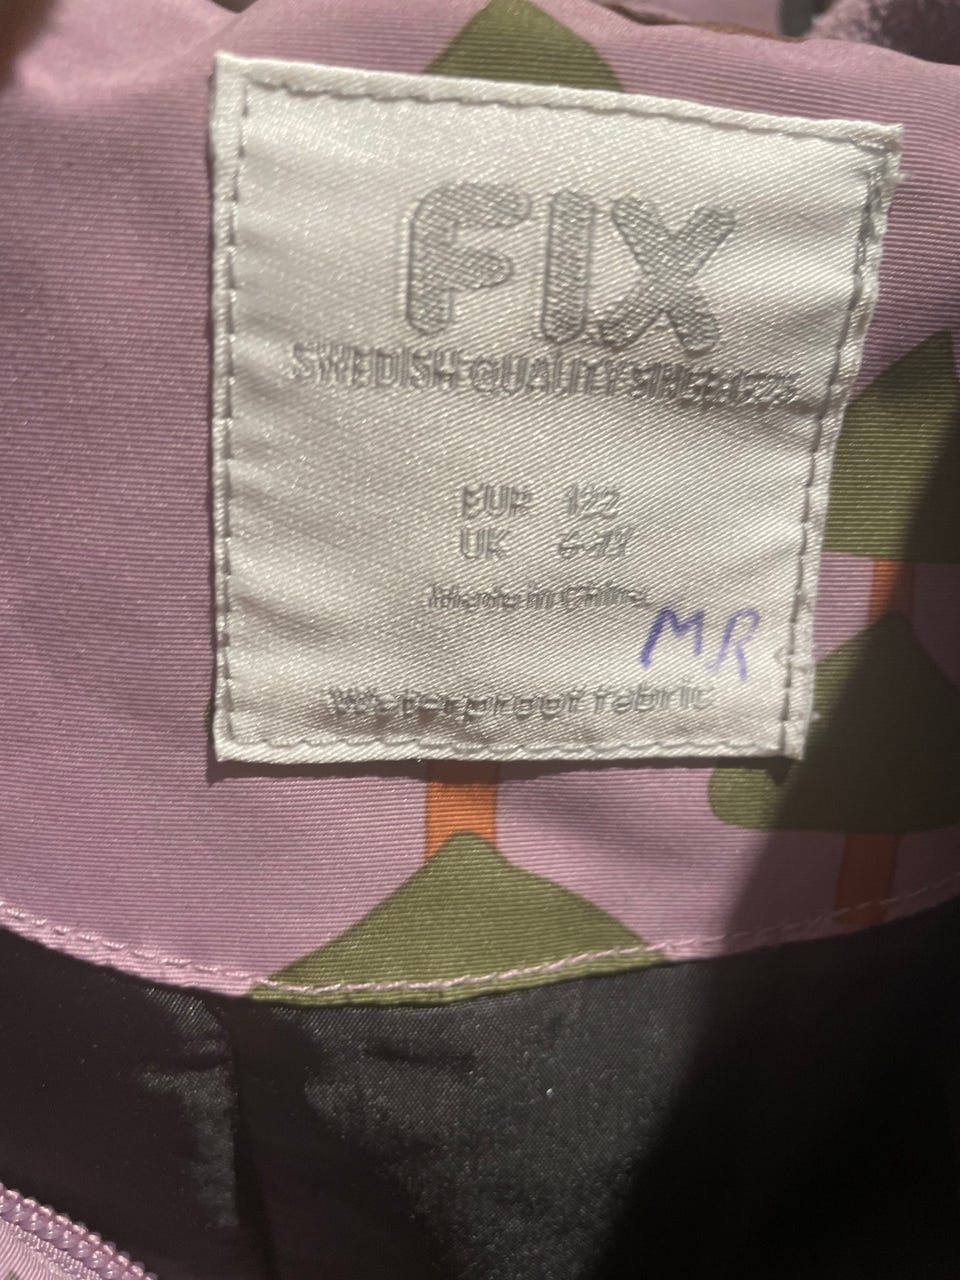 FIX
SWEDISH QUALITY SINCE 1975
EUR 122
UK 6-7Y
Made in China
MR
Waterproof fabric